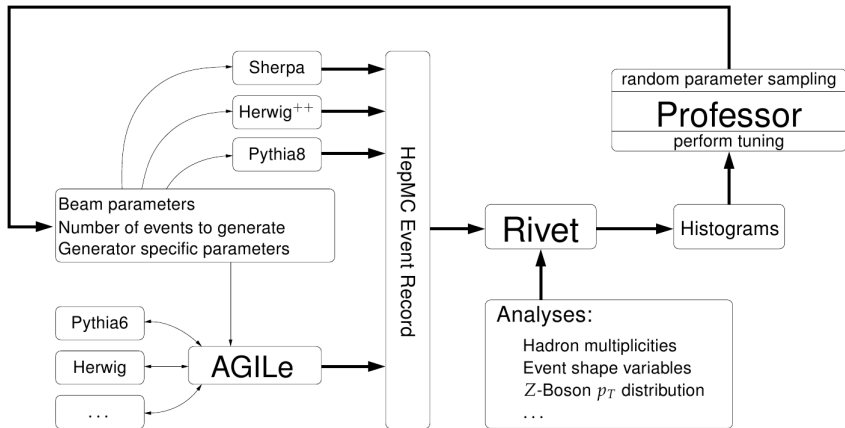 Sherpa
Herwig++
Pythia8
Beam parameters
Number of events to generate
Generator specific parameters
Pythia6
Herwig
. . .
AGILe
HepMC Event Record
Rivet
Analyses:
Hadron multiplicities
Event shape variables
Z-Boson p_T distribution
. . .
Histograms
random parameter sampling
Professor
perform tuning